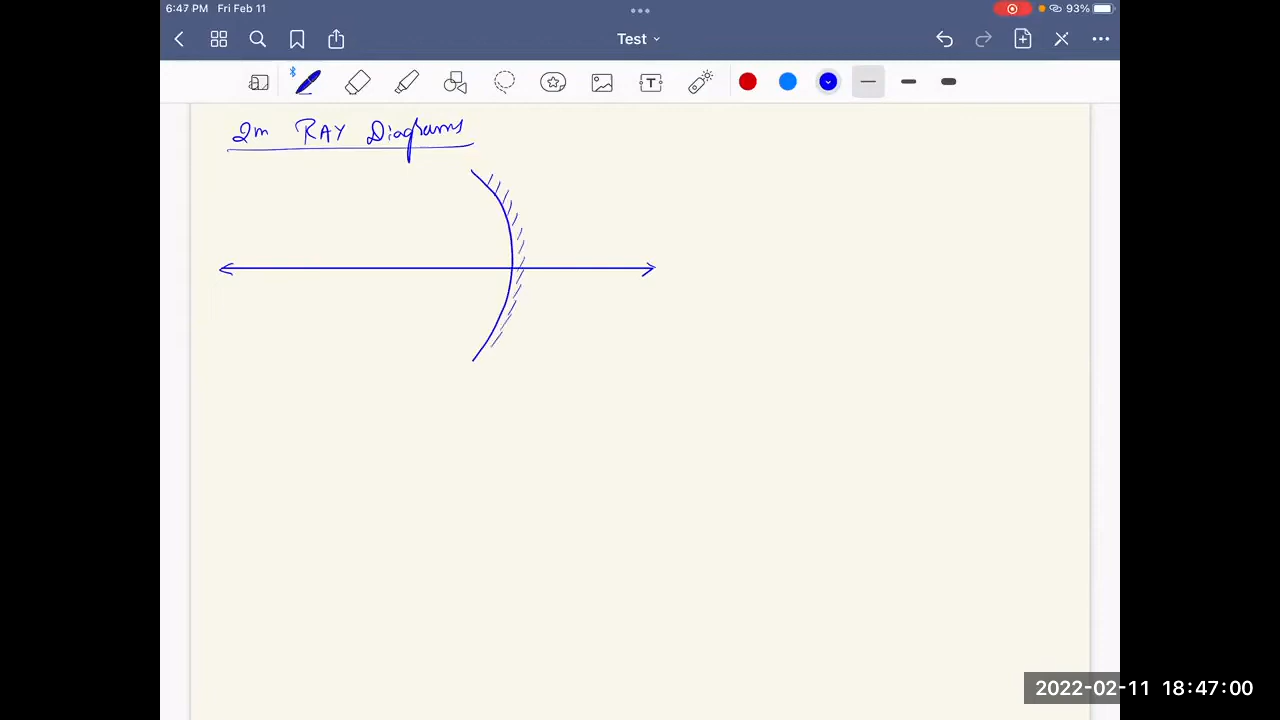 6:47 PM Fri Feb 11
93%
Test
T
2m RAY Diagrams
2022-02-11 18:47:00